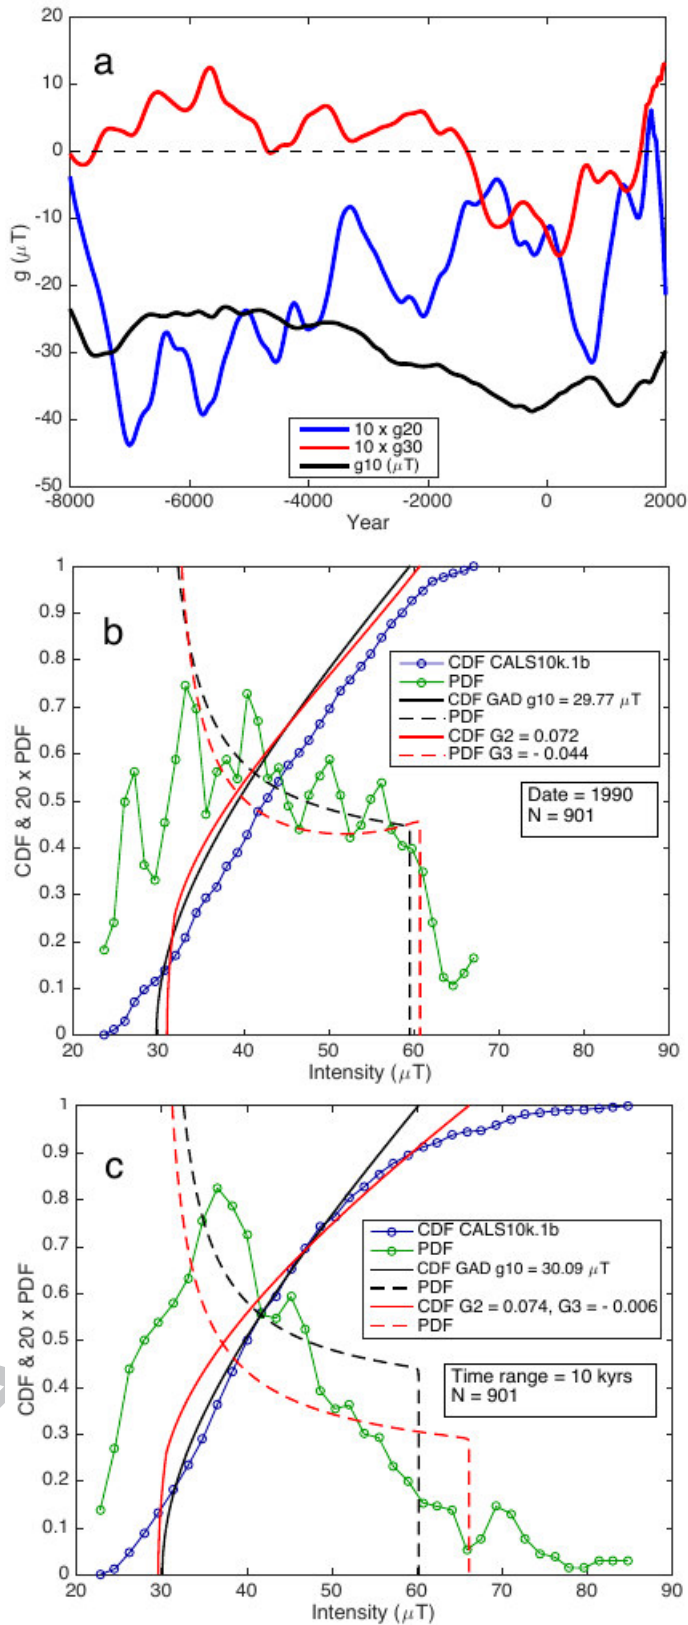 20
10
0
-10
-20
-30
-40
-50
g (μT)
a
10 x g20
10 x g30
g10 (μT)
-8000 -6000 -4000 -2000 0 2000
Year
1
0.9
0.8
0.7
0.6
0.5
0.4
0.3
0.2
0.1
0
CDF & 20 x PDF
b
CDF CALS10k.1b
PDF
CDF GAD g10 = 29.77 μT
PDF
CDF G2 = 0.072
PDF G3 = - 0.044
Date = 1990
N = 901
20 30 40 50 60 70 80 90
Intensity (μT)
1
0.9
0.8
0.7
0.6
0.5
0.4
0.3
0.2
0.1
0
CDF & 20 x PDF
c
CDF CALS10k.1b
PDF
CDF GAD g10 = 30.09 μT
PDF
CDF G2 = 0.074, G3 = - 0.006
PDF
Time range = 10 kyrs
N = 901
20 30 40 50 60 70 80 90
Intensity (μT)